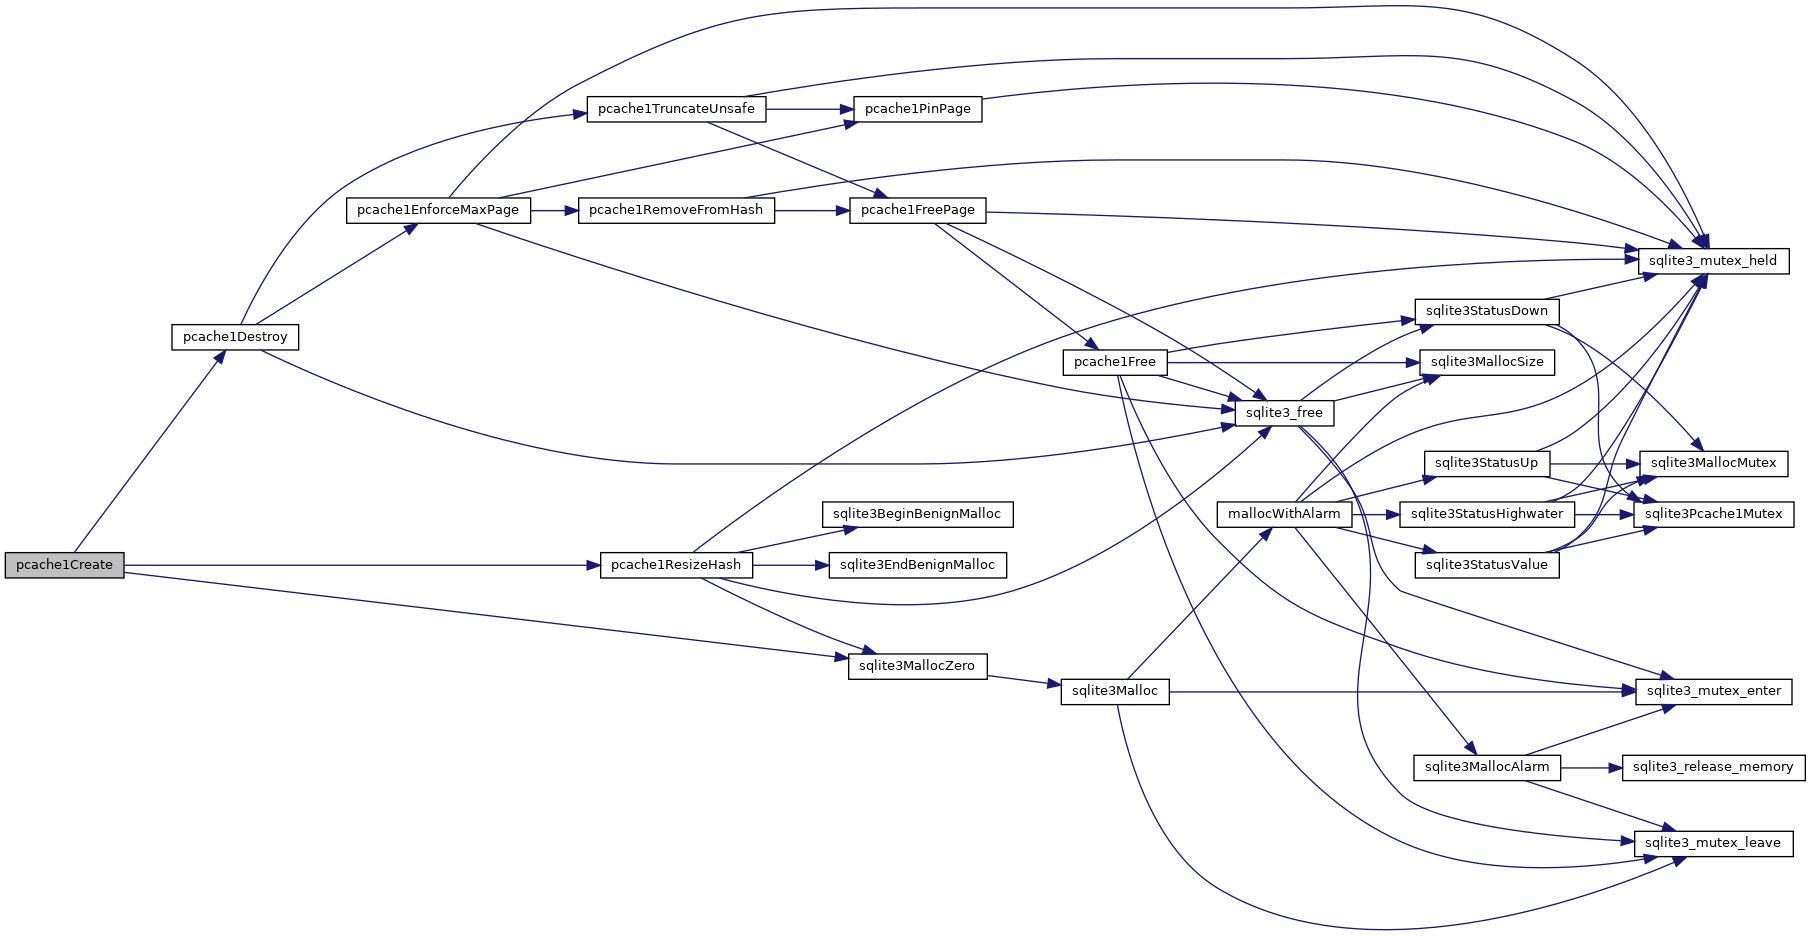 pcache1TruncateUnsafe
pcache1PinPage
pcache1EnforceMaxPage
pcache1RemoveFromHash
pcache1FreePage
sqlite3_mutex_held
sqlite3StatusDown
pcache1Destroy
pcache1Free
sqlite3MallocSize
sqlite3_free
sqlite3StatusUp
sqlite3MallocMutex
sqlite3BeginBenignMalloc
mallocWithAlarm
sqlite3StatusHighwater
sqlite3Pcache1Mutex
pcache1Create
pcache1ResizeHash
sqlite3EndBenignMalloc
sqlite3StatusValue
sqlite3MallocZero
sqlite3Malloc
sqlite3_mutex_enter
sqlite3MallocAlarm
sqlite3_release_memory
sqlite3_mutex_leave